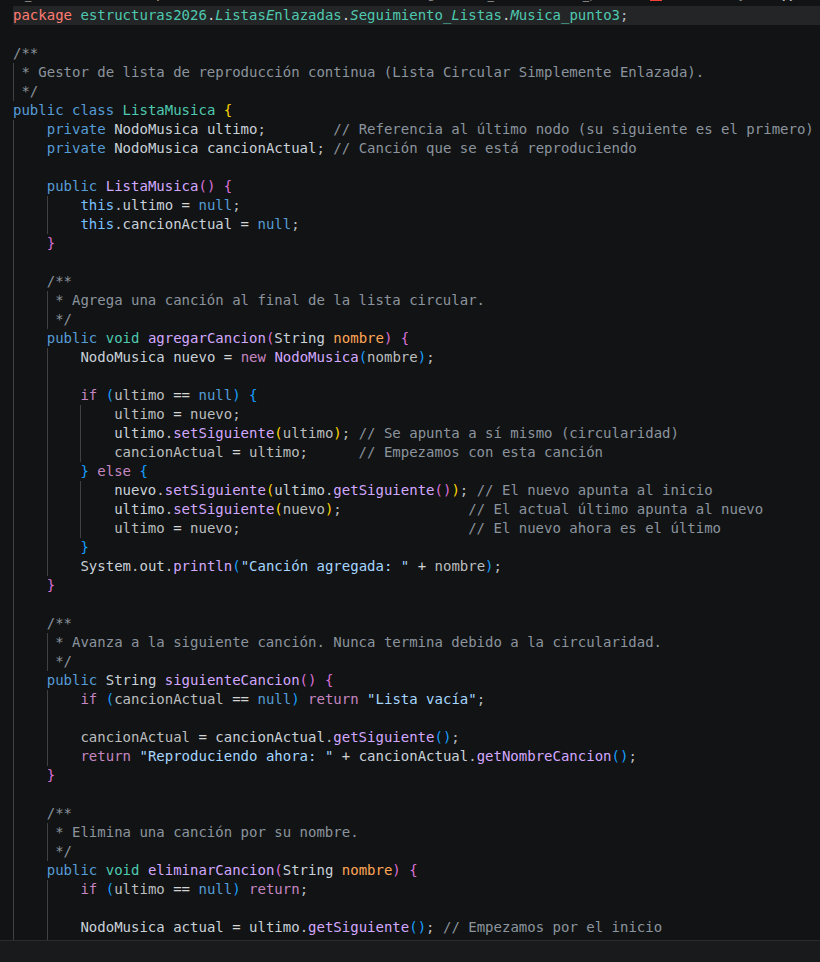 package estructuras2026.ListasEnlazadas.Seguimiento_Listas.Musica_punto3;

/**
 * Gestor de lista de reproducción continua (Lista Circular Simplemente Enlazada).
 */
public class ListaMusica {
    private NodoMusica ultimo;        // Referencia al último nodo (su siguiente es el primero)
    private NodoMusica cancionActual; // Canción que se está reproduciendo

    public ListaMusica() {
        this.ultimo = null;
        this.cancionActual = null;
    }

    /**
     * Agrega una canción al final de la lista circular.
     */
    public void agregarCancion(String nombre) {
        NodoMusica nuevo = new NodoMusica(nombre);

        if (ultimo == null) {
            ultimo = nuevo;
            ultimo.setSiguiente(ultimo); // Se apunta a sí mismo (circularidad)
            cancionActual = ultimo;      // Empezamos con esta canción
        } else {
            nuevo.setSiguiente(ultimo.getSiguiente()); // El nuevo apunta al inicio
            ultimo.setSiguiente(nuevo);               // El actual último apunta al nuevo
            ultimo = nuevo;                           // El nuevo ahora es el último
        }
        System.out.println("Canción agregada: " + nombre);
    }

    /**
     * Avanza a la siguiente canción. Nunca termina debido a la circularidad.
     */
    public String siguienteCancion() {
        if (cancionActual == null) return "Lista vacía";

        cancionActual = cancionActual.getSiguiente();
        return "Reproduciendo ahora: " + cancionActual.getNombreCancion();
    }

    /**
     * Elimina una canción por su nombre.
     */
    public void eliminarCancion(String nombre) {
        if (ultimo == null) return;

        NodoMusica actual = ultimo.getSiguiente(); // Empezamos por el inicio